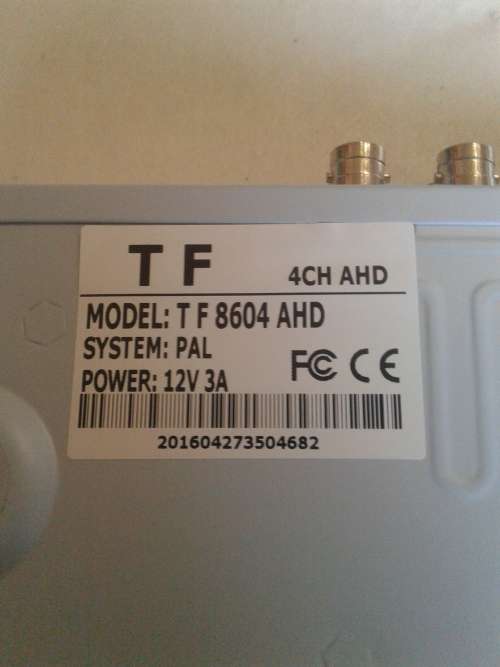 T F 4CH AHD
MODEL: T F 8604 AHD
SYSTEM: PAL
POWER: 12V 3A FC CE
201604273504682